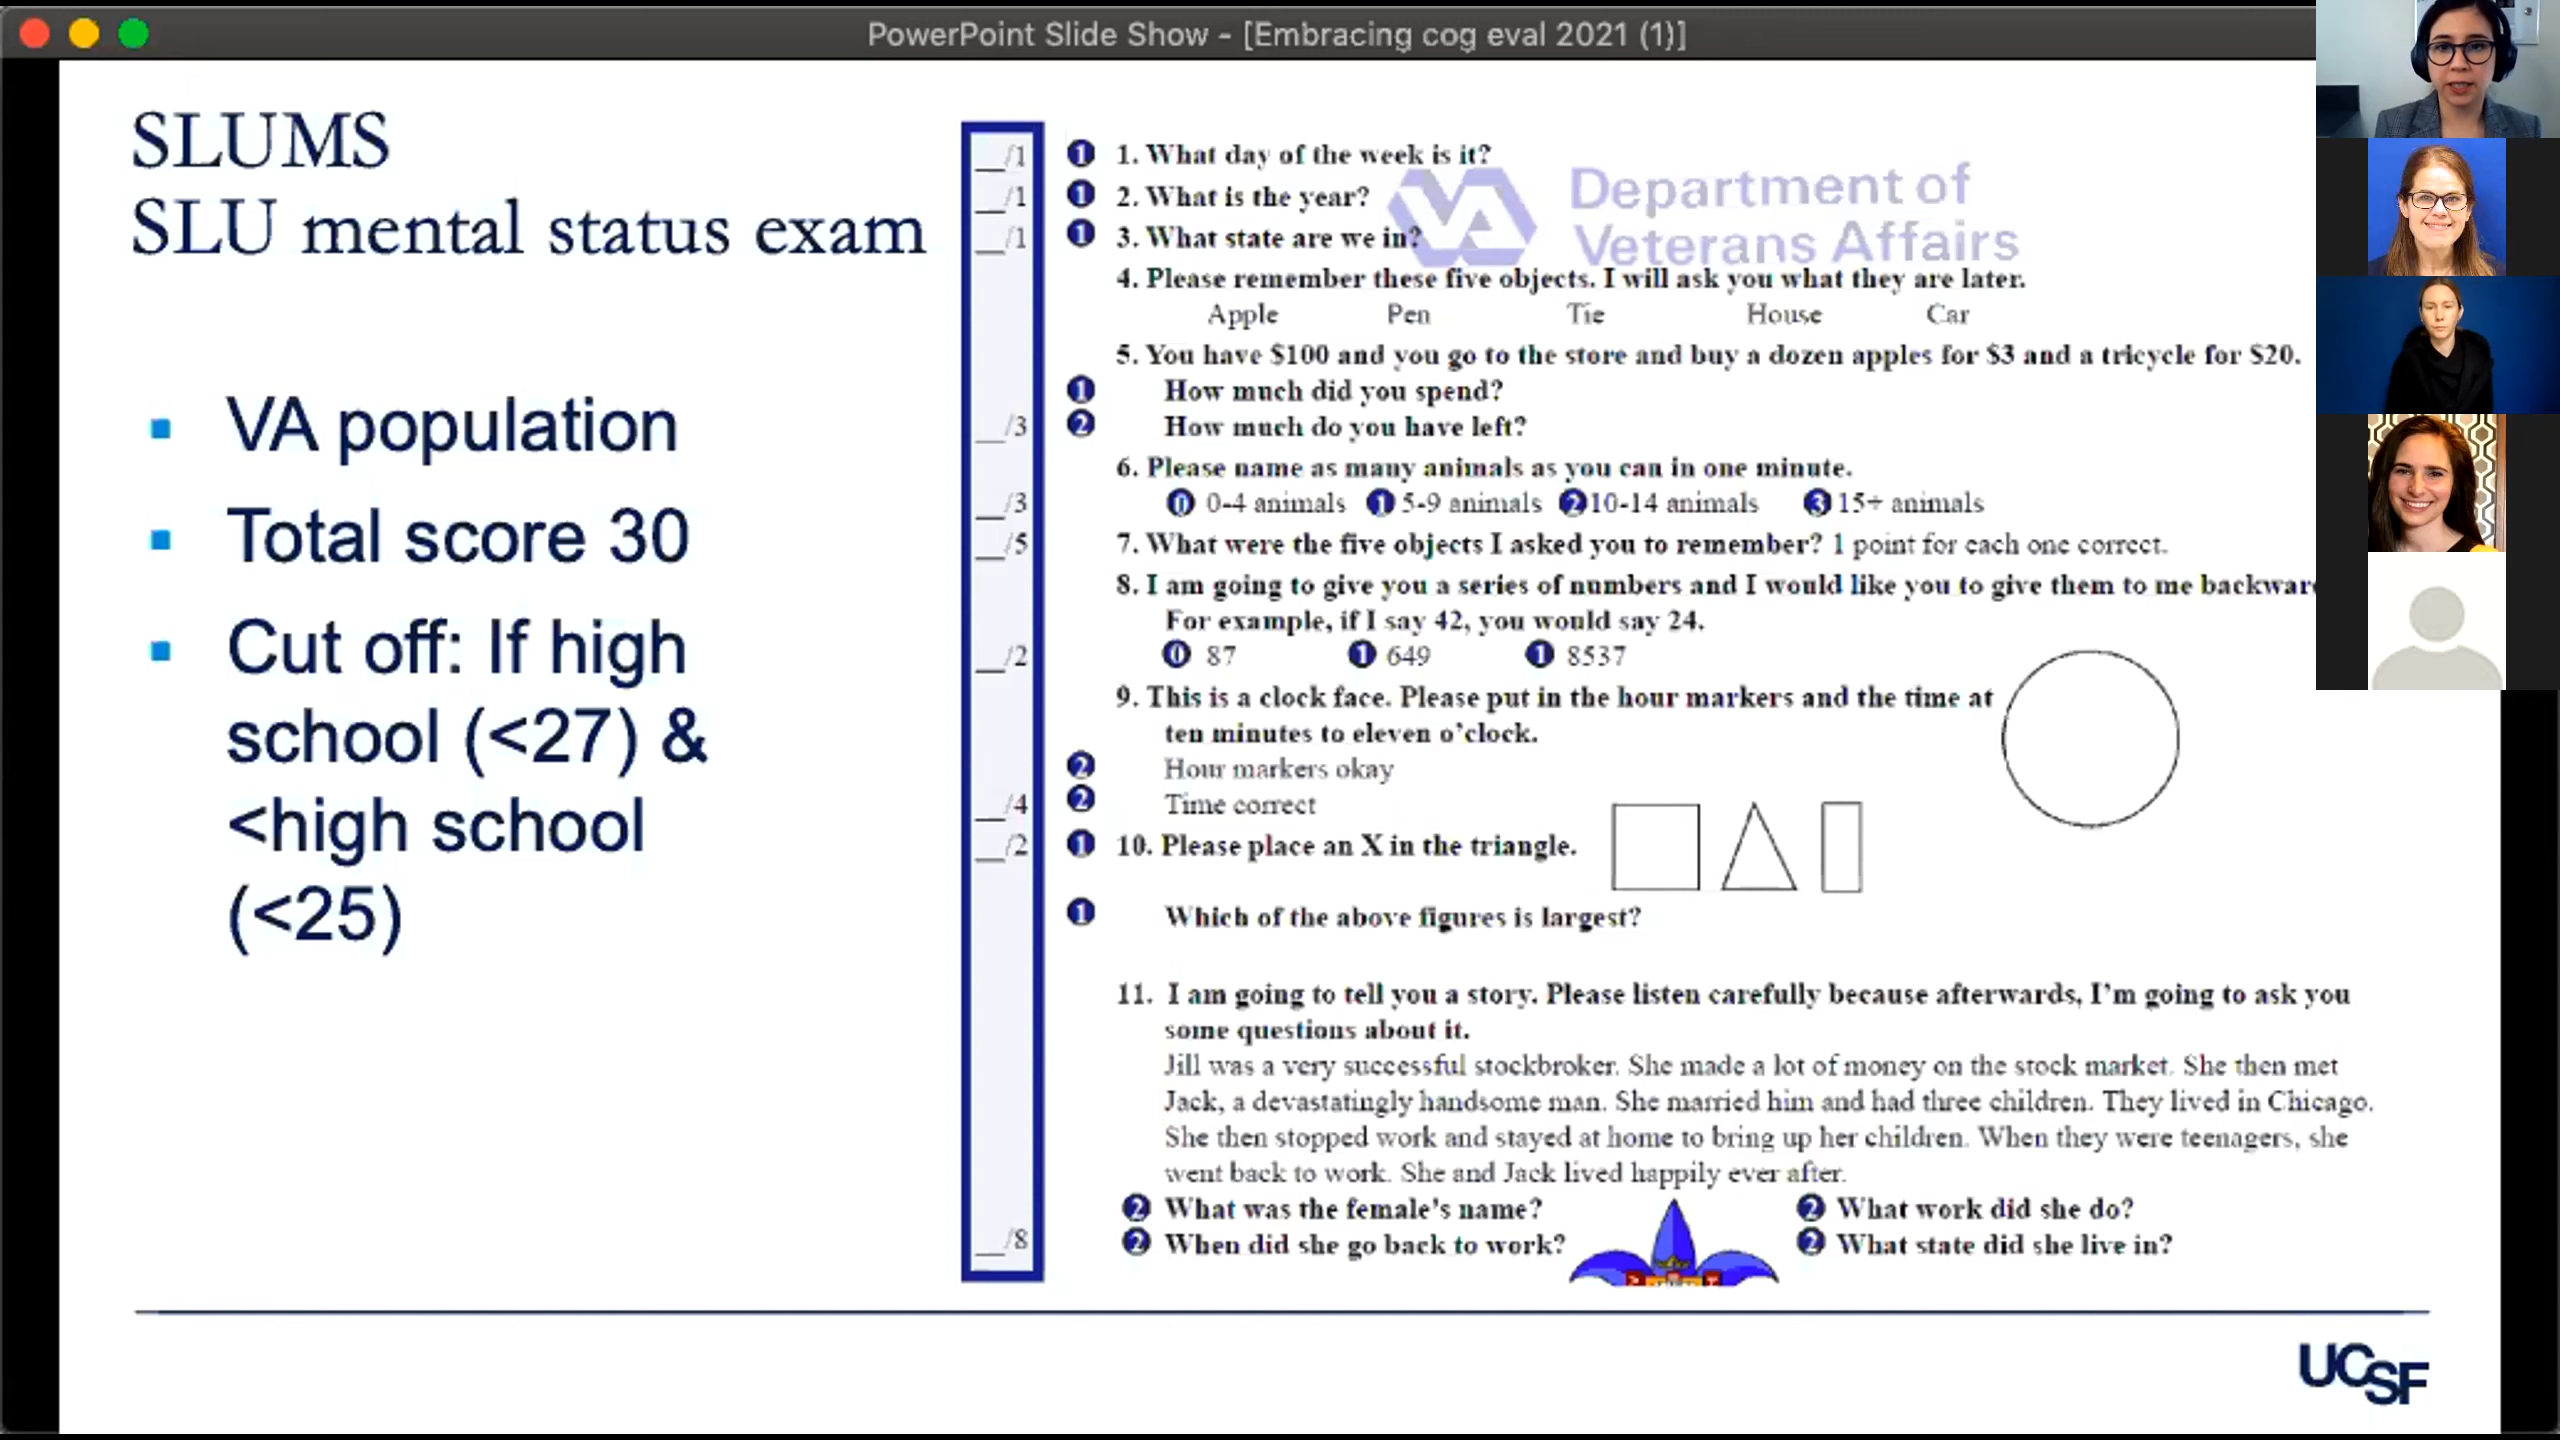 PowerPoint Slide Show - [Embracing cog eval 2021 (1)]
SLUMS
SLU mental status exam
VA population
Total score 30
Cut off: If high
school (<27) &
<high school
(<25)
Department of
Veterans Affairs
__/1 1 1. What day of the week is it?
__/1 1 2. What is the year?
__/1 1 3. What state are we in?
4. Please remember these five objects. I will ask you what they are later.
Apple Pen Tie House Car
5. You have $100 and you go to the store and buy a dozen apples for $3 and a tricycle for $20.
1 How much did you spend?
__/3 2 How much do you have left?
6. Please name as many animals as you can in one minute.
__/3 0 0-4 animals 1 5-9 animals 2 10-14 animals 3 15+ animals
__/5 7. What were the five objects I asked you to remember? 1 point for each one correct.
8. I am going to give you a series of numbers and I would like you to give them to me backwar
For example, if I say 42, you would say 24.
__/2 0 87 1 649 1 8537
9. This is a clock face. Please put in the hour markers and the time at
ten minutes to eleven o’clock.
2 Hour markers okay
__/4 2 Time correct
__/2 1 10. Please place an X in the triangle.
1 Which of the above figures is largest?
11. I am going to tell you a story. Please listen carefully because afterwards, I’m going to ask you
some questions about it.
Jill was a very successful stockbroker. She made a lot of money on the stock market. She then met
Jack, a devastatingly handsome man. She married him and had three children. They lived in Chicago.
She then stopped work and stayed at home to bring up her children. When they were teenagers, she
went back to work. She and Jack lived happily ever after.
2 What was the female’s name? 2 What work did she do?
__/8 2 When did she go back to work? 2 What state did she live in?
UCSF